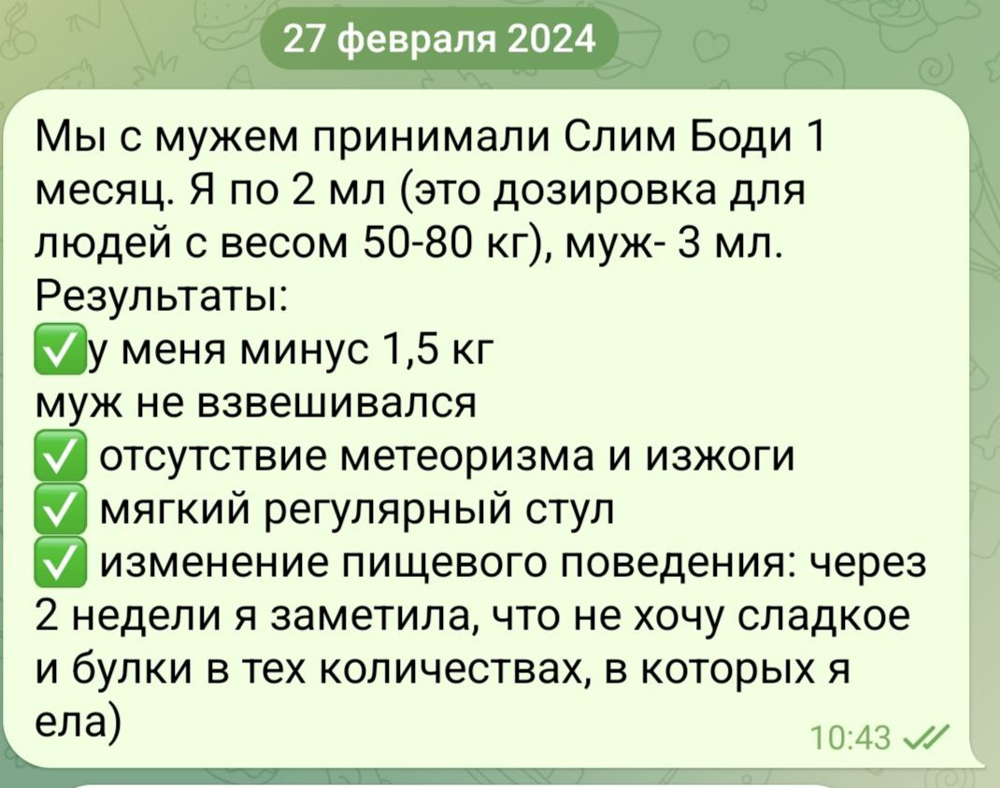 27 февраля 2024
Мы с мужем принимали Слим Боди 1
месяц. Я по 2 мл (это дозировка для
людей с весом 50-80 кг), муж- 3 мл.
Результаты:
✅у меня минус 1,5 кг
муж не взвешивался
✅ отсутствие метеоризма и изжоги
✅ мягкий регулярный стул
✅ изменение пищевого поведения: через
2 недели я заметила, что не хочу сладкое
и булки в тех количествах, в которых я
ела)
10:43